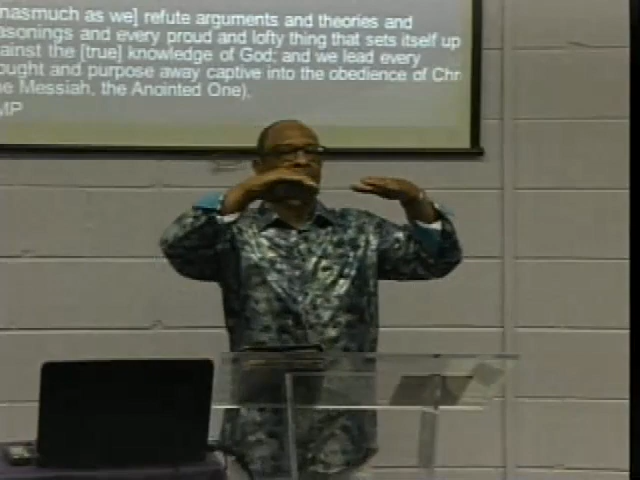 nasmuch as we] refute arguments and theories and
asonings and every proud and lofty thing that sets itself up
ainst the [true] knowledge of God; and we lead every
ought and purpose away captive into the obedience of Chr
e Messiah, the Anointed One),
MP